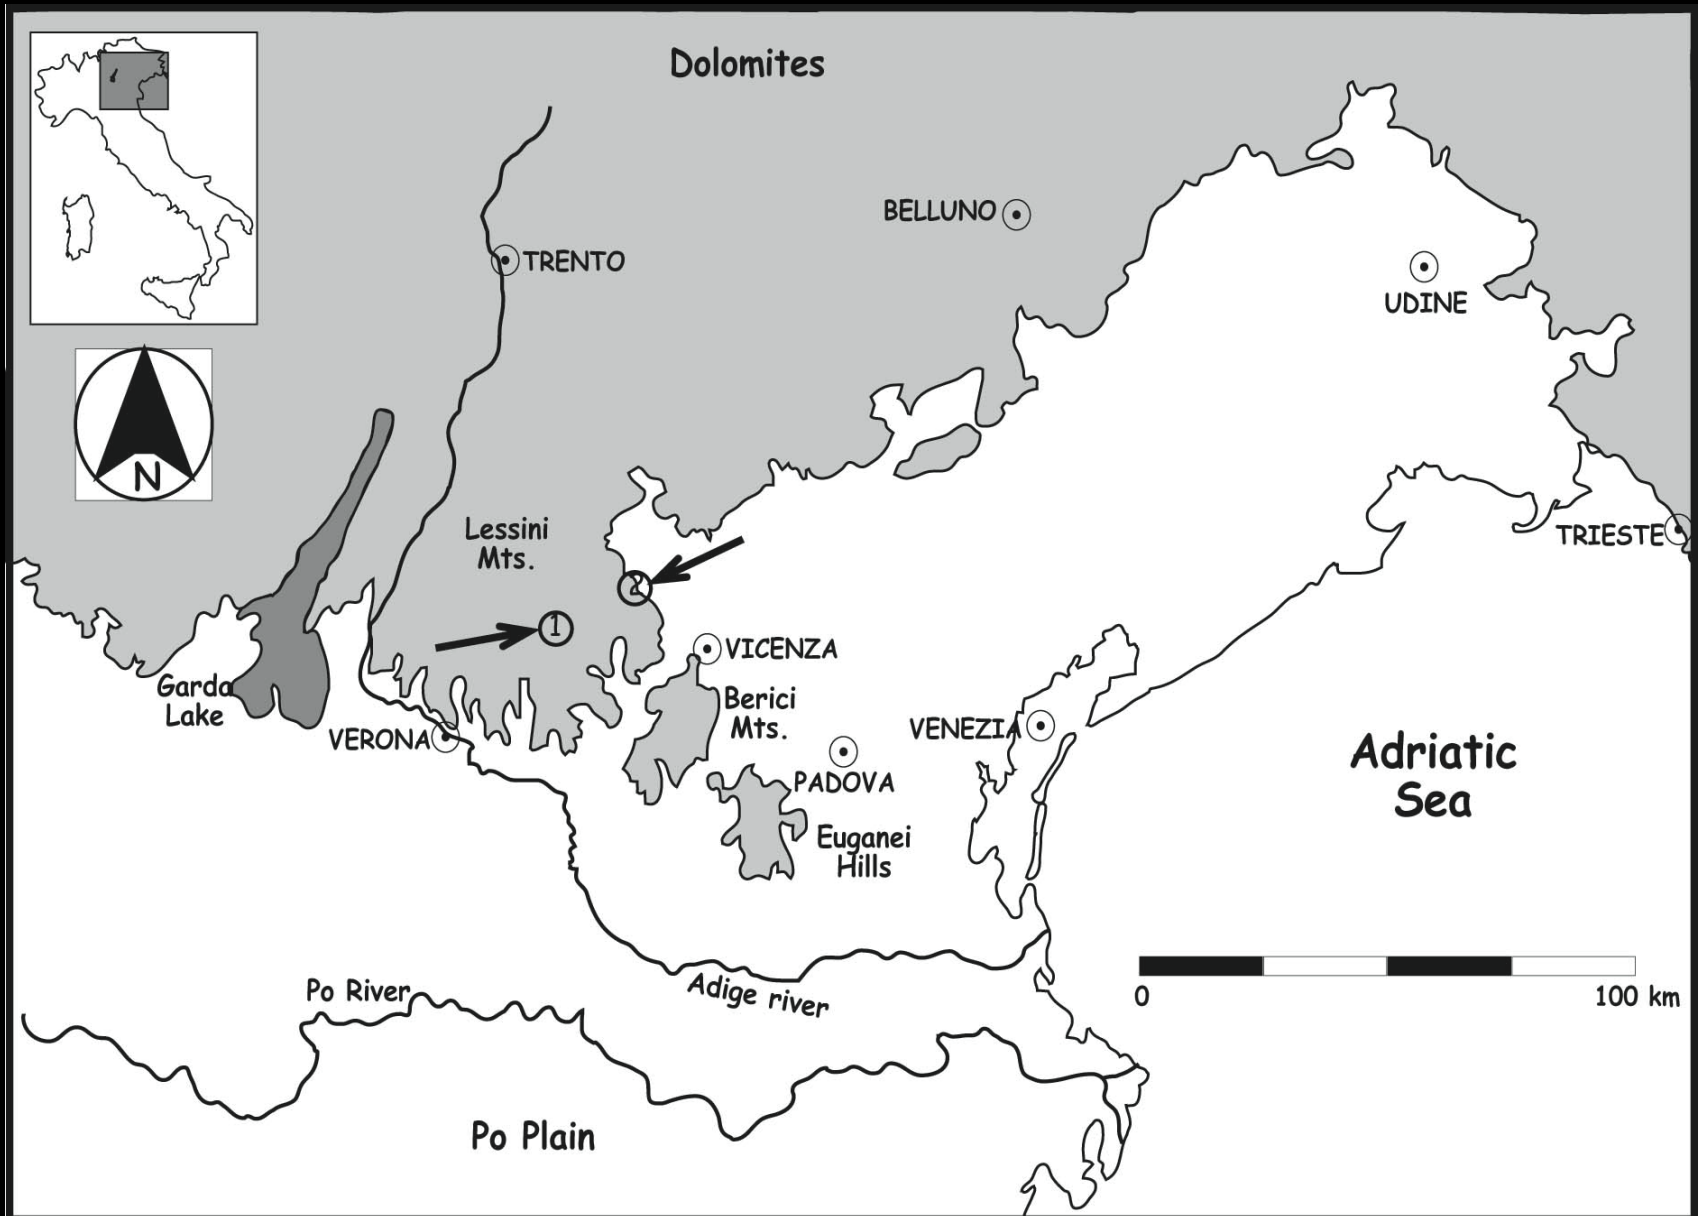 Dolomites
BELLUNO
TRENTO
UDINE
N
Lessini
Mts.
TRIESTE
1
2
VICENZA
Garda
Lake
Berici
Mts.
VERONA
VENEZIA
PADOVA
Adriatic
Sea
Euganei
Hills
Po River
Adige river
0
100 km
Po Plain